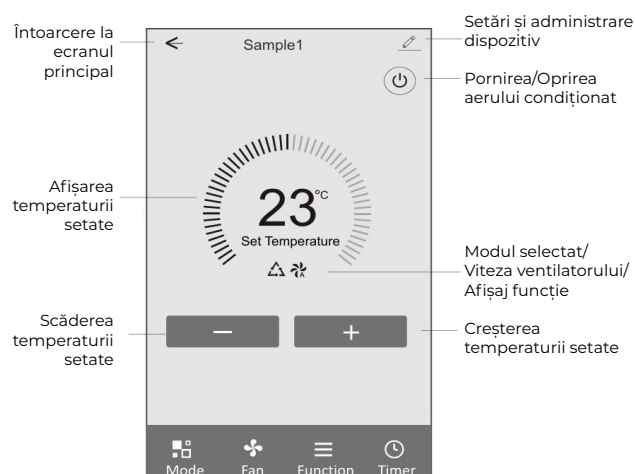 Întoarcere la
ecranul
principal
Sample1
Setări și administrare
dispozitiv
Pornirea/Oprirea
aerului condiționat
Afișarea
temperaturii
setate
23°C
Set Temperature
A
Modul selectat/
Viteza ventilatorului/
Afișaj funcție
Scăderea
temperaturii
setate
− +
Creșterea
temperaturii setate
Mode Fan Function Timer